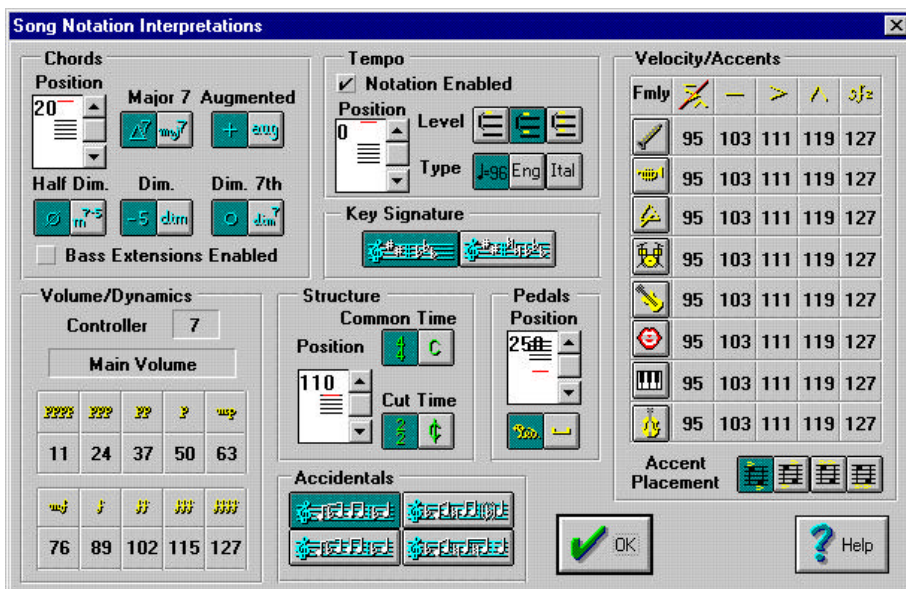 Song Notation Interpretations
Chords
Position
20
Major 7 Augmented
maj7 + aug
Half Dim. Dim. Dim. 7th
ø m7-5 -5 dim o dim7
Bass Extensions Enabled
Tempo
Notation Enabled
Position
0
Level
Type
♩=96 Eng Ital
Key Signature
Velocity/Accents
Fmly — > ʌ sfz
95 103 111 119 127
95 103 111 119 127
95 103 111 119 127
95 103 111 119 127
95 103 111 119 127
95 103 111 119 127
95 103 111 119 127
95 103 111 119 127
Accent
Placement
Volume/Dynamics
Controller 7
Main Volume
pppp ppp pp p mp
11 24 37 50 63
mf f ff fff ffff
76 89 102 115 127
Structure
Common Time
4/4 C
Position
110
Cut Time
2/2 ¢
Pedals
Position
250
Ped.
Accidentals
OK
Help